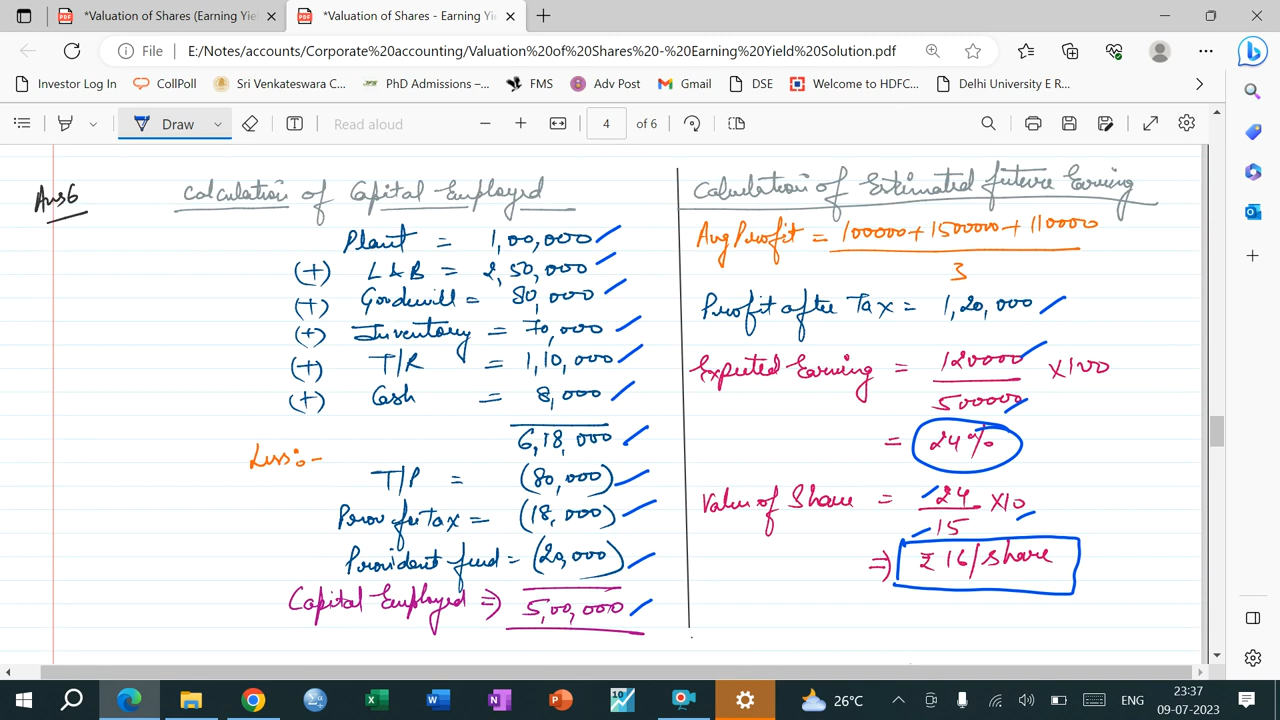 *Valuation of Shares (Earning Yie
*Valuation of Shares - Earning Yi
File
E:/Notes/accounts/Corporate%20accounting/Valuation%20of%20Shares%20-%20Earning%20Yield%20Solution.pdf
Investor Log In
CollPoll
Sri Venkateswara C...
PhD Admissions –...
FMS
Adv Post
Gmail
DSE
Welcome to HDFC...
Delhi University E R...
Draw
Read aloud
4 of 6
Ans6
Calculation of Capital Employed
Plant = 1,00,000
(+) L & B = 2,50,000
(+) Goodwill = 80,000
(+) Inventory = 70,000
(+) T/R = 1,10,000
(+) Cash = 8,000
6,18,000
Less:-
T/P = (80,000)
Prov for Tax = (18,000)
Provident fund = (20,000)
Capital Employed ⇒ 5,00,000
Calculation of Estimated future Earning
Avg Profit = 100000 + 1500000 + 110000
3
Profit after Tax = 1,20,000
Expected Earning = 120000 X100
500000
= 24%
Value of Share = 24 X10
15
⇒ ₹ 16/share
26°C
ENG
23:37
09-07-2023